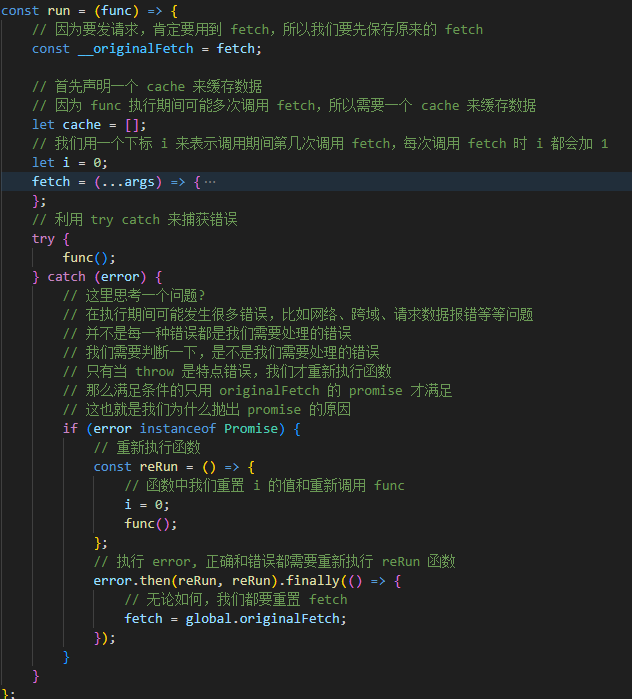 const run = (func) => {
    // 因为要发请求，肯定要用到 fetch，所以我们要先保存原来的 fetch
    const __originalFetch = fetch;

    // 首先声明一个 cache 来缓存数据
    // 因为 func 执行期间可能多次调用 fetch，所以需要一个 cache 来缓存数据
    let cache = [];
    // 我们用一个下标 i 来表示调用期间第几次调用 fetch，每次调用 fetch 时 i 都会加 1
    let i = 0;
    fetch = (...args) => {⋯
    };
    // 利用 try catch 来捕获错误
    try {
        func();
    } catch (error) {
        // 这里思考一个问题?
        // 在执行期间可能发生很多错误，比如网络、跨域、请求数据报错等等问题
        // 并不是每一种错误都是我们需要处理的错误
        // 我们需要判断一下，是不是我们需要处理的错误
        // 只有当 throw 是特点错误，我们才重新执行函数
        // 那么满足条件的只用 originalFetch 的 promise 才满足
        // 这也就是我们为什么抛出 promise 的原因
        if (error instanceof Promise) {
            // 重新执行函数
            const reRun = () => {
                // 函数中我们重置 i 的值和重新调用 func
                i = 0;
                func();
            };
            // 执行 error, 正确和错误都需要重新执行 reRun 函数
            error.then(reRun, reRun).finally(() => {
                // 无论如何，我们都要重置 fetch
                fetch = global.originalFetch;
            });
        }
    }
};